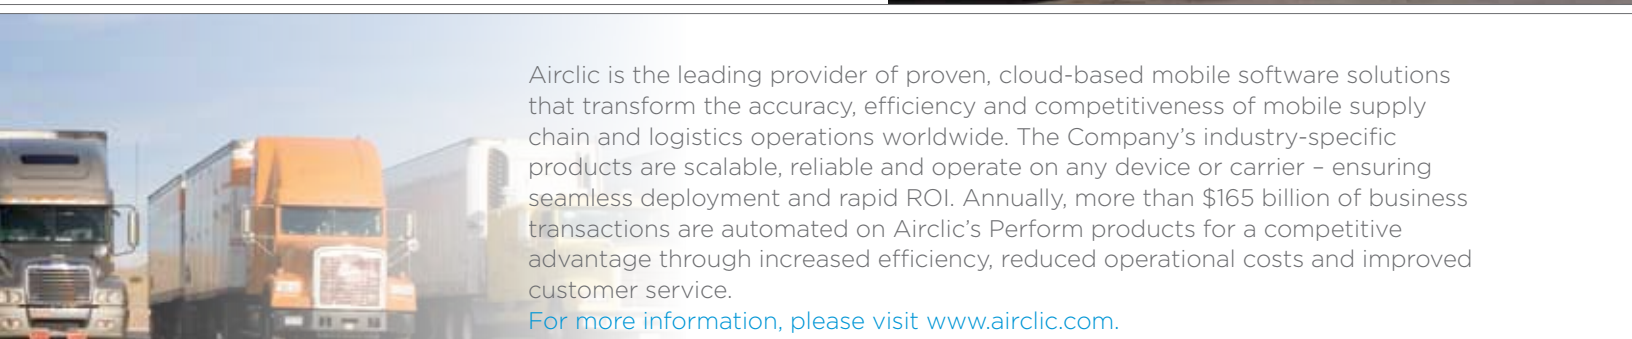 Airclic is the leading provider of proven, cloud-based mobile software solutions
that transform the accuracy, efficiency and competitiveness of mobile supply
chain and logistics operations worldwide. The Company’s industry-specific
products are scalable, reliable and operate on any device or carrier – ensuring
seamless deployment and rapid ROI. Annually, more than $165 billion of business
transactions are automated on Airclic’s Perform products for a competitive
advantage through increased efficiency, reduced operational costs and improved
customer service.
For more information, please visit www.airclic.com.